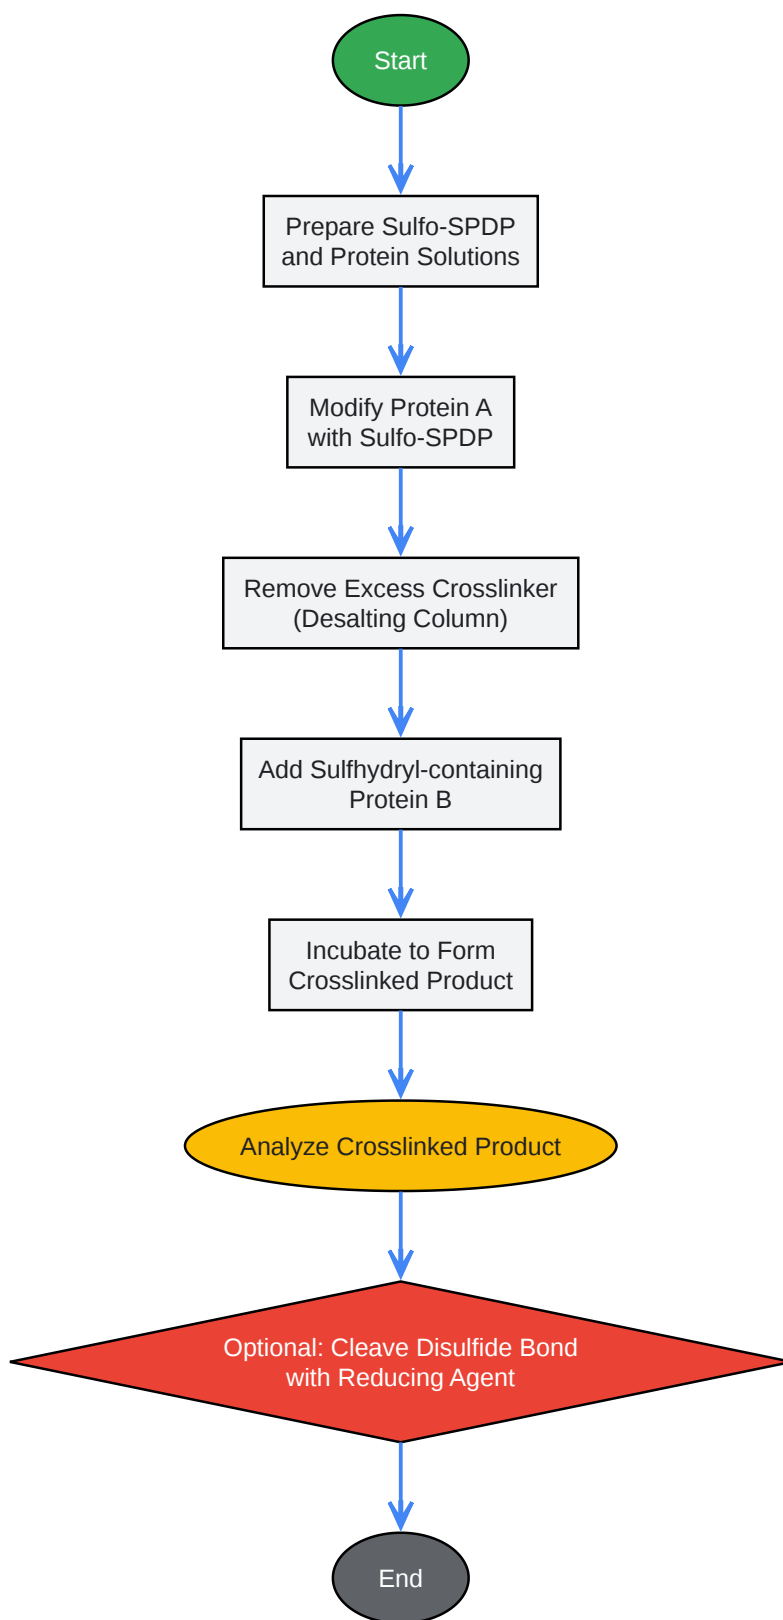 Start
Prepare Sulfo-SPDP
and Protein Solutions
Modify Protein A
with Sulfo-SPDP
Remove Excess Crosslinker
(Desalting Column)
Add Sulfhydryl-containing
Protein B
Incubate to Form
Crosslinked Product
Analyze Crosslinked Product
Optional: Cleave Disulfide Bond
with Reducing Agent
End